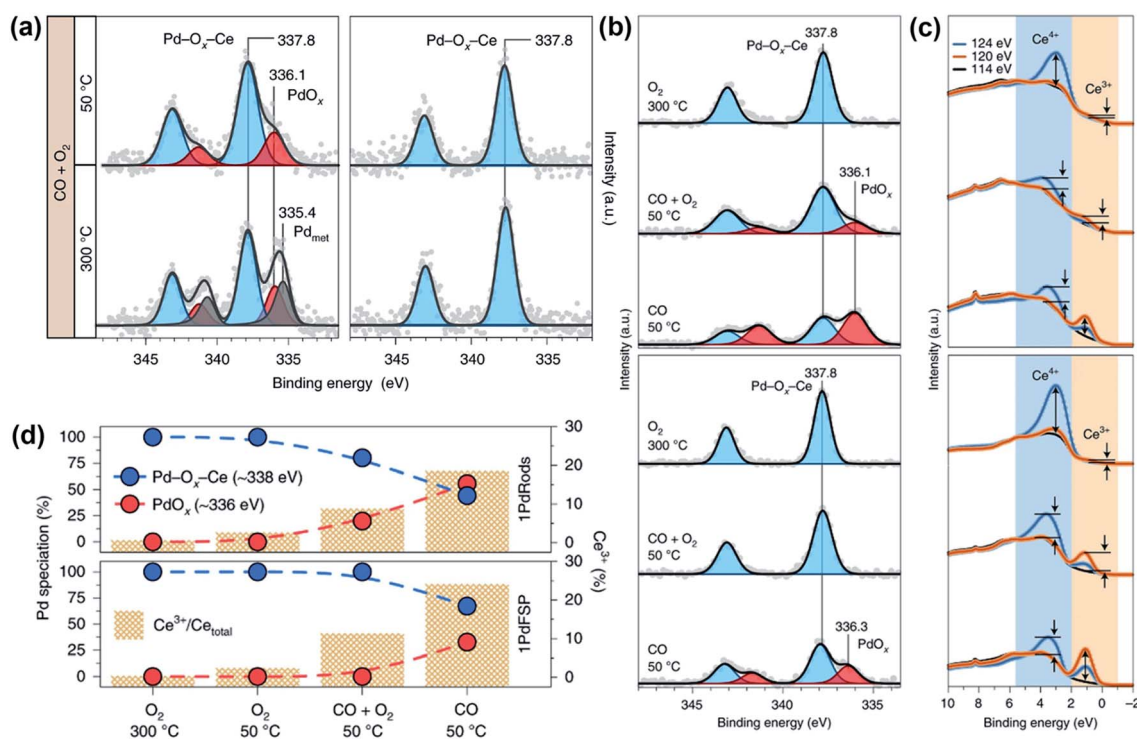 (a)
CO + O₂
50 °C
300 °C
Pd–Oₓ–Ce
337.8
336.1
PdOₓ
335.4
Pdmet
Pd–Oₓ–Ce
337.8
345
340
335
345
340
335
Binding energy (eV)
Binding energy (eV)
(b)
Intensity (a.u.)
337.8
Pd–Oₓ–Ce
O₂
300 °C
336.1
PdOₓ
CO + O₂
50 °C
CO
50 °C
337.8
Pd–Oₓ–Ce
O₂
300 °C
CO + O₂
50 °C
336.3
PdOₓ
CO
50 °C
345
340
335
Binding energy (eV)
(c)
Intensity (a.u.)
Intensity (a.u.)
124 eV
120 eV
114 eV
Ce⁴⁺
Ce³⁺
Ce⁴⁺
Ce³⁺
10
8
6
4
2
0
−2
Binding energy (eV)
(d)
Pd speciation (%)
100
75
50
25
0
100
75
50
25
0
Pd–Oₓ–Ce (~338 eV)
PdOₓ (~336 eV)
Ce³⁺/Cetotal
30
20
10
0
30
20
10
0
1PdRods
1PdFSP
Ce³⁺ (%)
O₂
300 °C
O₂
50 °C
CO + O₂
50 °C
CO
50 °C